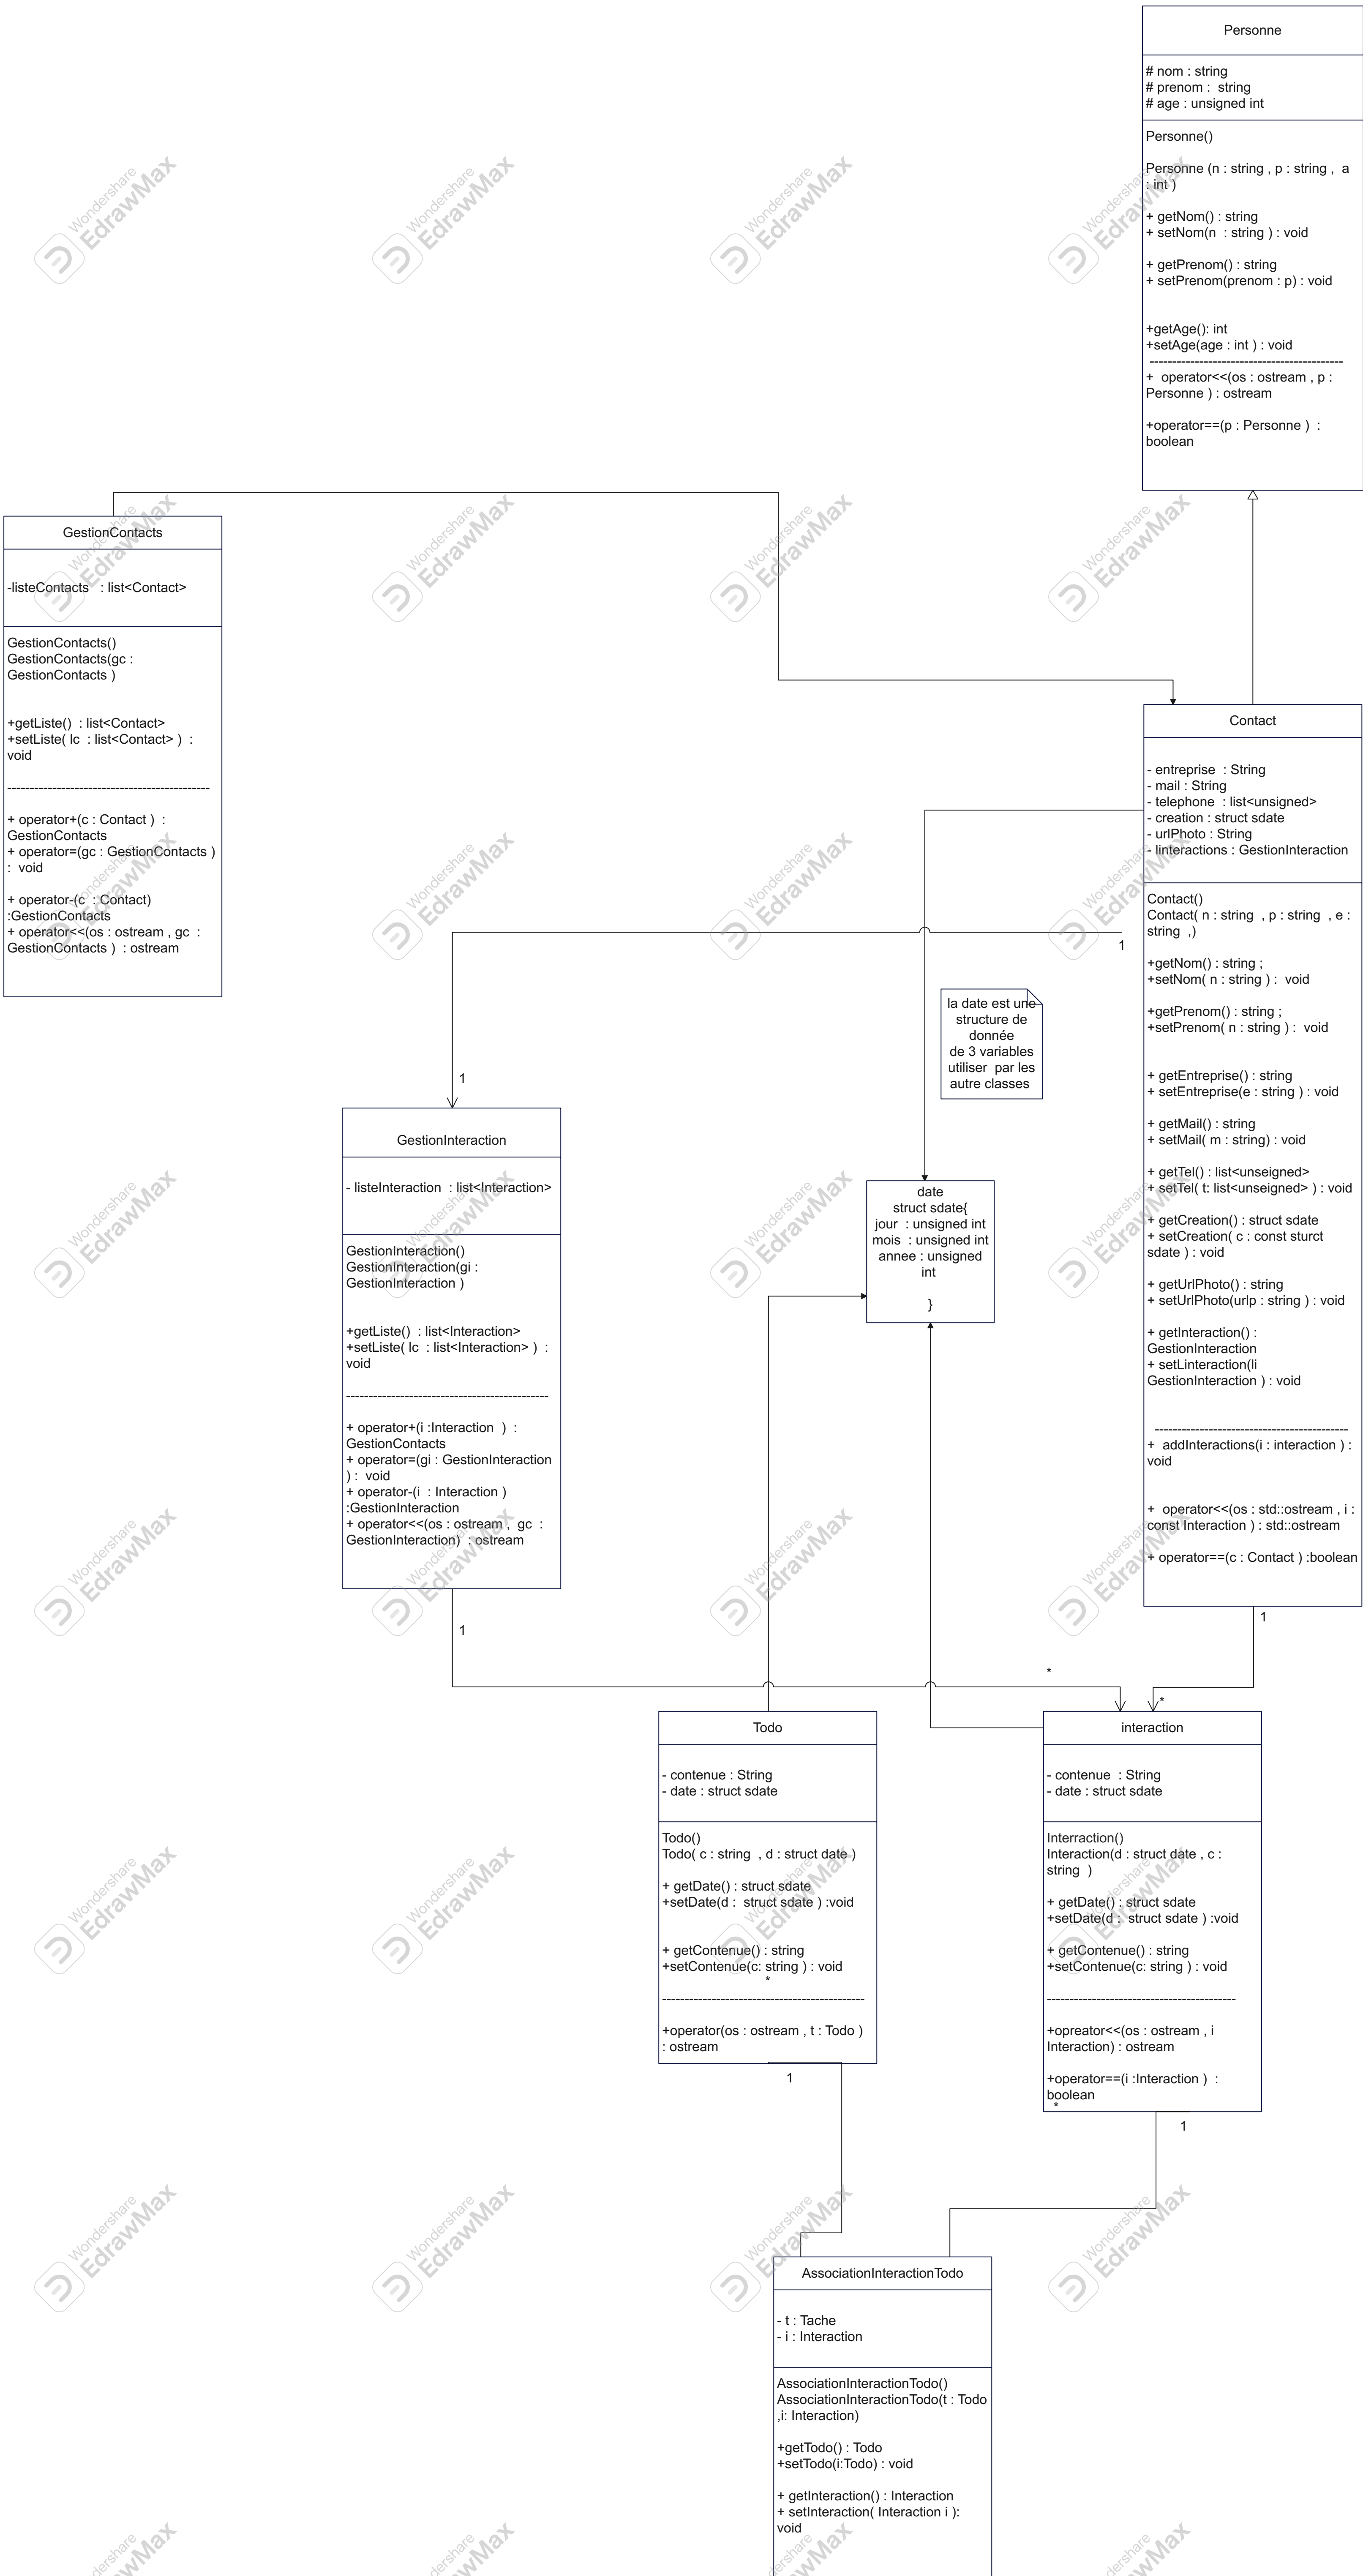 Personne
# nom : string
# prenom :  string
# age : unsigned int
Personne()
Personne (n : string , p : string ,  a
: int )
+ getNom() : string
+ setNom(n  : string ) : void
+ getPrenom() : string
+ setPrenom(prenom : p) : void
+getAge(): int
+setAge(age : int ) : void
-------------------------------------------
+  operator<<(os : ostream , p :
Personne ) : ostream
+operator==(p : Personne )  :
boolean
GestionContacts
-listeContacts   : list<Contact>
GestionContacts()
GestionContacts(gc :
GestionContacts )
+getListe()  : list<Contact>
+setListe( lc  : list<Contact> )  :
void
---------------------------------------------
+ operator+(c : Contact )  :
GestionContacts
+ operator=(gc : GestionContacts )
:  void
+ operator-(c  : Contact)
:GestionContacts
+ operator<<(os : ostream , gc  :
GestionContacts )  : ostream
Contact
- entreprise  : String
- mail : String
- telephone  : list<unsigned>
- creation : struct sdate
- urlPhoto : String
- linteractions : GestionInteraction
Contact()
Contact( n : string  , p : string  , e :
string  ,)
+getNom() : string ;
+setNom( n : string ) :  void
+getPrenom() : string ;
+setPrenom( n : string ) :  void
+ getEntreprise() : string
+ setEntreprise(e : string ) : void
+ getMail() : string
+ setMail( m : string) : void
+ getTel() : list<unseigned>
+ setTel( t: list<unseigned> ) : void
+ getCreation() : struct sdate
+ setCreation( c : const sturct
sdate ) : void
+ getUrlPhoto() : string
+ setUrlPhoto(urlp : string ) : void
+ getInteraction() :
GestionInteraction
+ setLinteraction(li
GestionInteraction ) : void
-------------------------------------------
+  addInteractions(i : interaction ) :
void
+  operator<<(os : std::ostream , i :
const Interaction ) : std::ostream
+ operator==(c : Contact ) :boolean
1
1
la date est une
structure de
donnée
de 3 variables
utiliser  par les
autre classes
GestionInteraction
- listeInteraction  : list<Interaction>
GestionInteraction()
GestionInteraction(gi :
GestionInteraction )
+getListe()  : list<Interaction>
+setListe( lc  : list<Interaction> )  :
void
---------------------------------------------
+ operator+(i :Interaction  )  :
GestionContacts
+ operator=(gi : GestionInteraction
) :  void
+ operator-(i  : Interaction )
:GestionInteraction
+ operator<<(os : ostream ,  gc  :
GestionInteraction)  : ostream
date
struct sdate{
jour  : unsigned int
mois  : unsigned int
annee : unsigned
int
}
1
1
*
*
Todo
- contenue : String
- date : struct sdate
Todo()
Todo( c : string  , d : struct date )
+ getDate() : struct sdate
+setDate(d :  struct sdate ) :void
+ getContenue() : string
+setContenue(c: string ) : void
*
---------------------------------------------
+operator(os : ostream , t : Todo )
: ostream
1
interaction
- contenue  : String
- date : struct sdate
Interraction()
Interaction(d : struct date , c :
string  )
+ getDate() : struct sdate
+setDate(d :  struct sdate ) :void
+ getContenue() : string
+setContenue(c: string ) : void
------------------------------------------
+opreator<<(os : ostream , i
Interaction) : ostream
+operator==(i :Interaction )  :
boolean
*
1
AssociationInteractionTodo
- t : Tache
- i : Interaction
AssociationInteractionTodo()
AssociationInteractionTodo(t : Todo
,i: Interaction)
+getTodo() : Todo
+setTodo(i:Todo) : void
+ getInteraction() : Interaction
+ setInteraction( Interaction i ):
void
Wondershare
EdrawMax